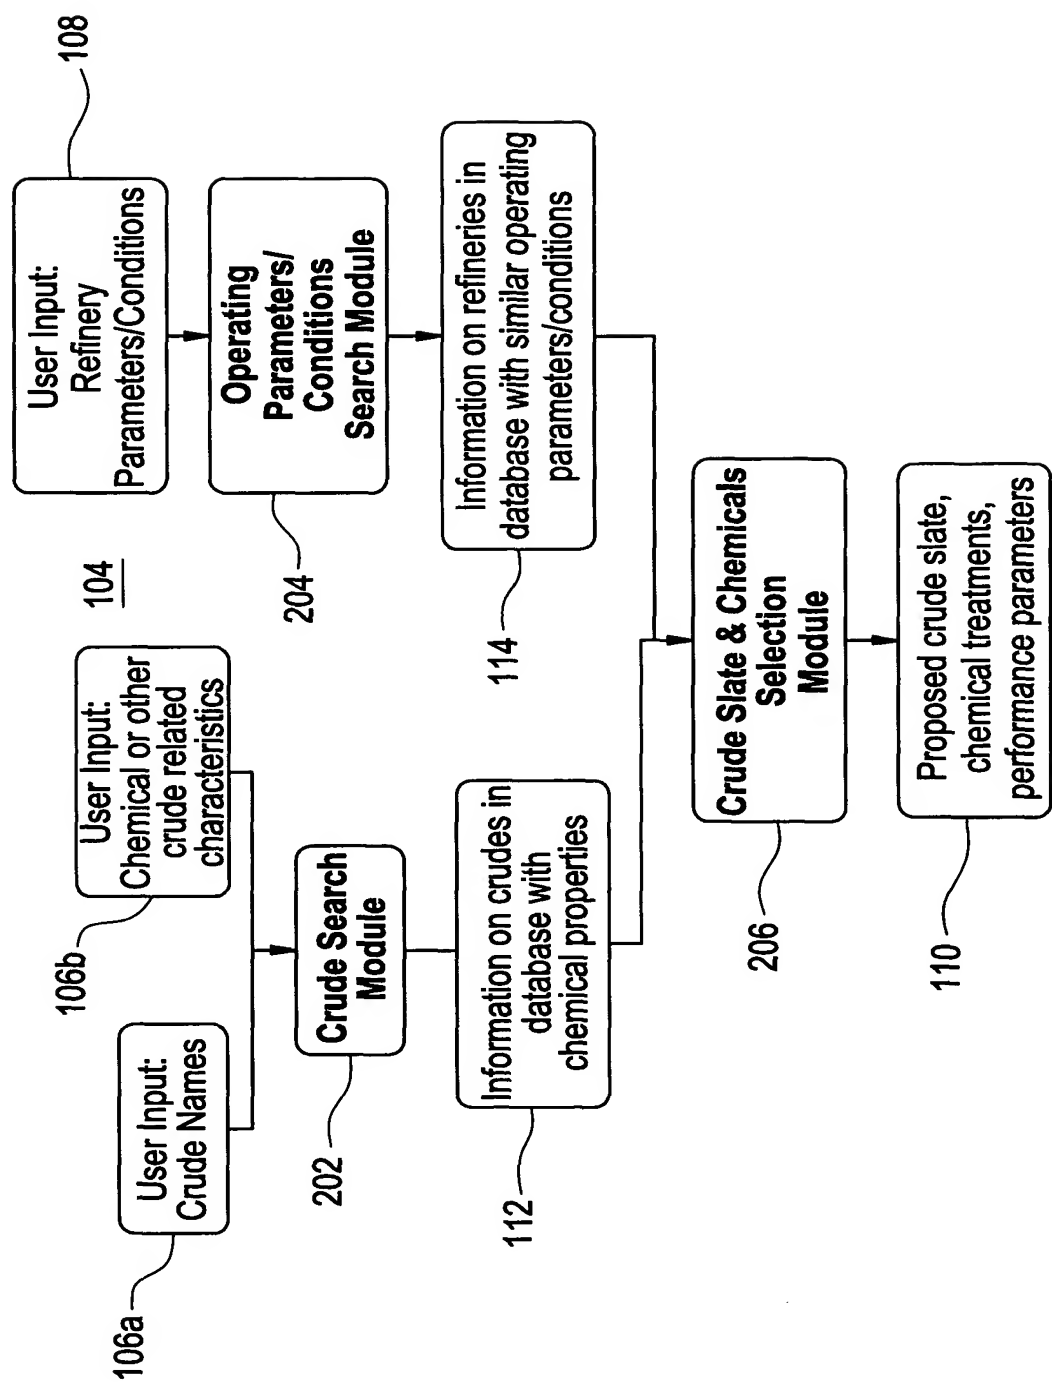 104
106a
User Input:
Crude Names
106b
User Input:
Chemical or other
crude related
characteristics
User Input:
Refinery
Parameters/Conditions
108
202
Crude Search
Module
204
Operating
Parameters/
Conditions
Search Module
112
Information on crudes in
database with
chemical properties
114
Information on refineries in
database with similar operating
parameters/conditions
206
Crude Slate & Chemicals
Selection
Module
110
Proposed crude slate,
chemical treatments,
performance parameters